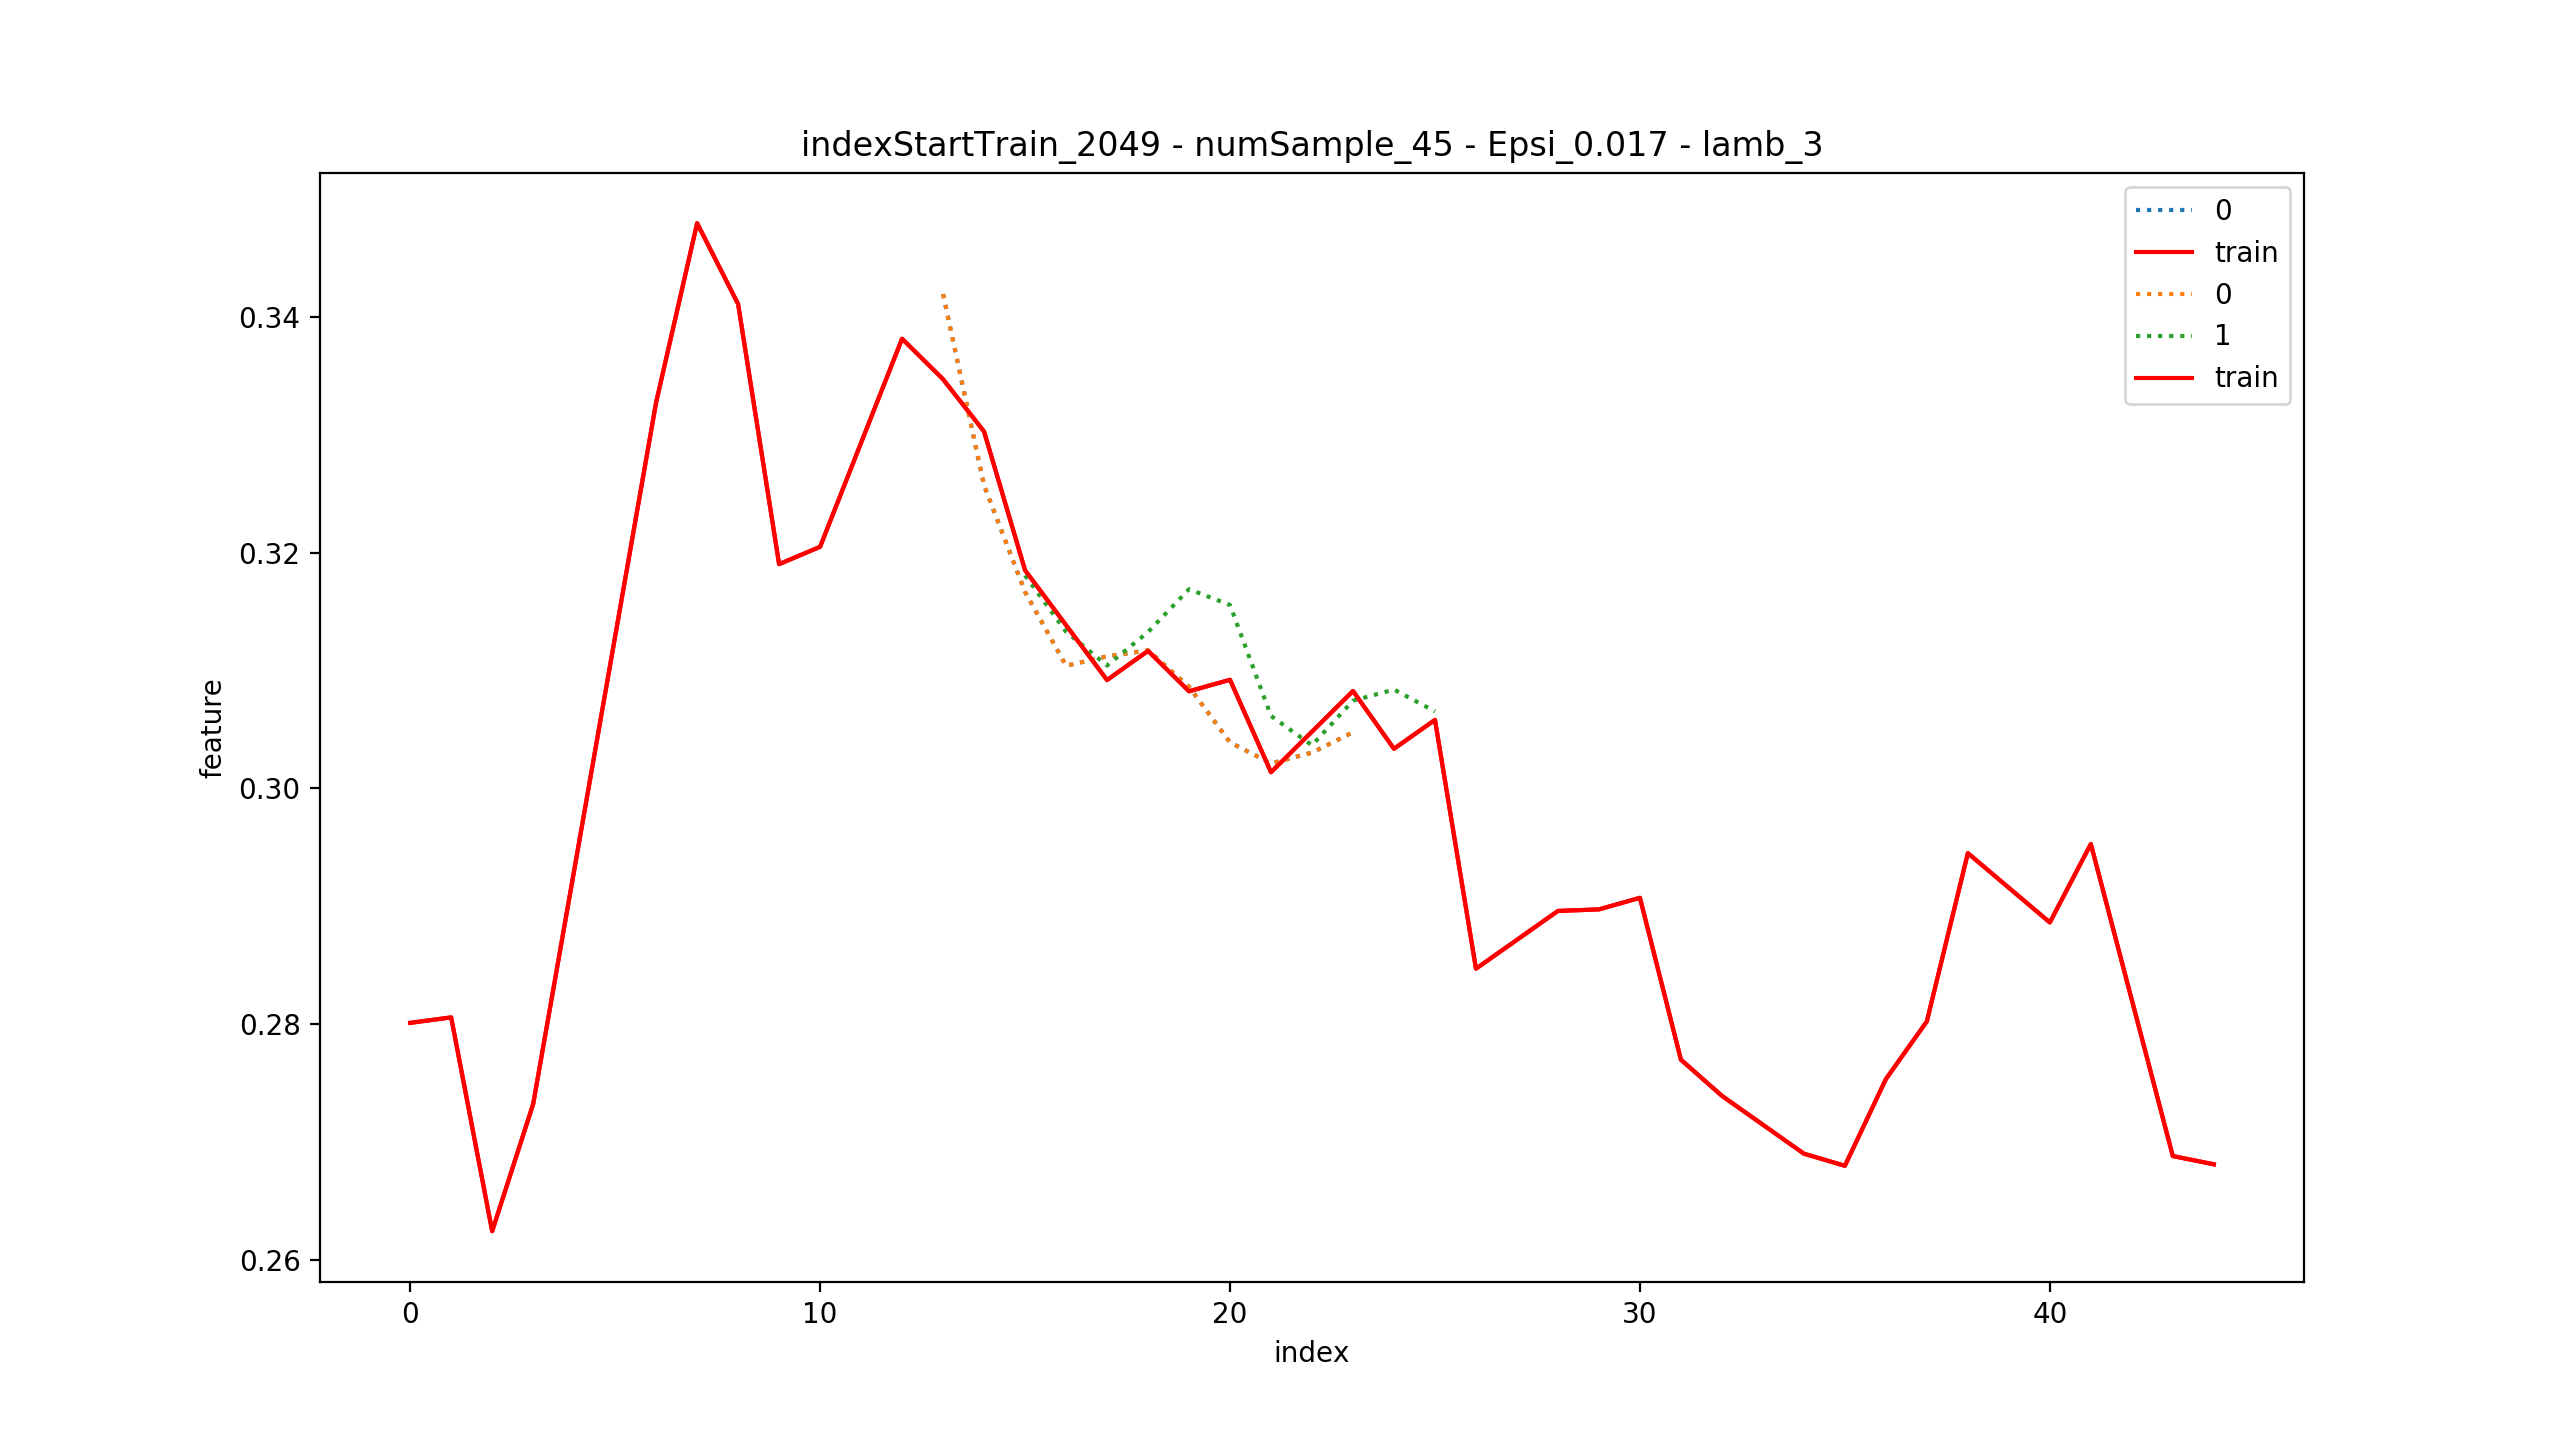 indexStartTrain_2049 - numSample_45 - Epsi_0.017 - lamb_3
0
train
0
1
train
0.34
0.32
0.30
0.28
0.26
feature
0 10 20 30 40
index